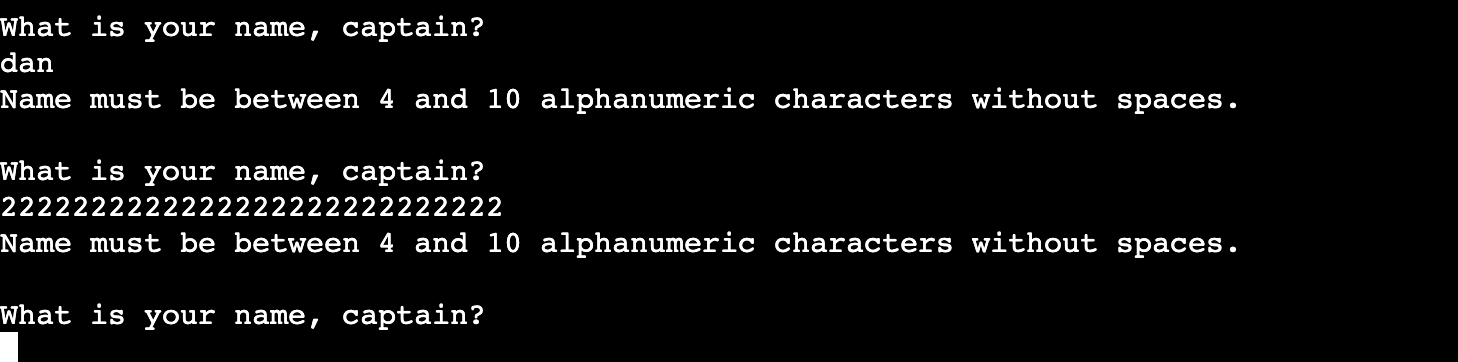 What is your name, captain?
dan
Name must be between 4 and 10 alphanumeric characters without spaces.
What is your name, captain?
2222222222222222222222222222
Name must be between 4 and 10 alphanumeric characters without spaces.
What is your name, captain?